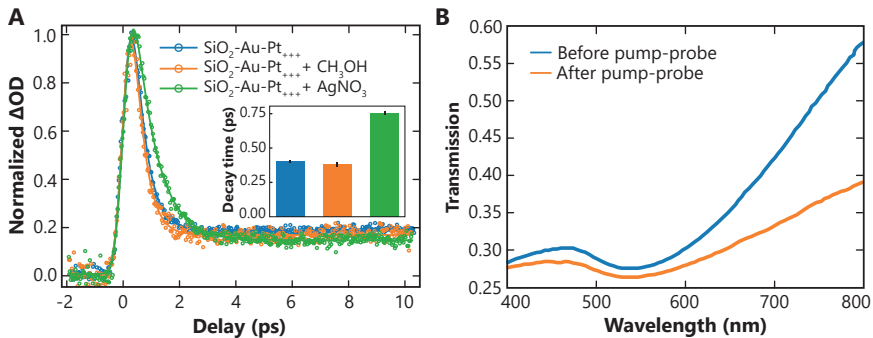 A
Normalized ΔOD
1.0
0.8
0.6
0.4
0.2
0.0
-2
0
2
4
6
8
10
Delay (ps)
SiO₂-Au-Pt₊₊₊
SiO₂-Au-Pt₊₊₊ + CH₃OH
SiO₂-Au-Pt₊₊₊ + AgNO₃
Decay time (ps)
0.75
0.50
0.25
0.00
B
Transmission
0.60
0.55
0.50
0.45
0.40
0.35
0.30
0.25
400
500
600
700
800
Wavelength (nm)
Before pump-probe
After pump-probe